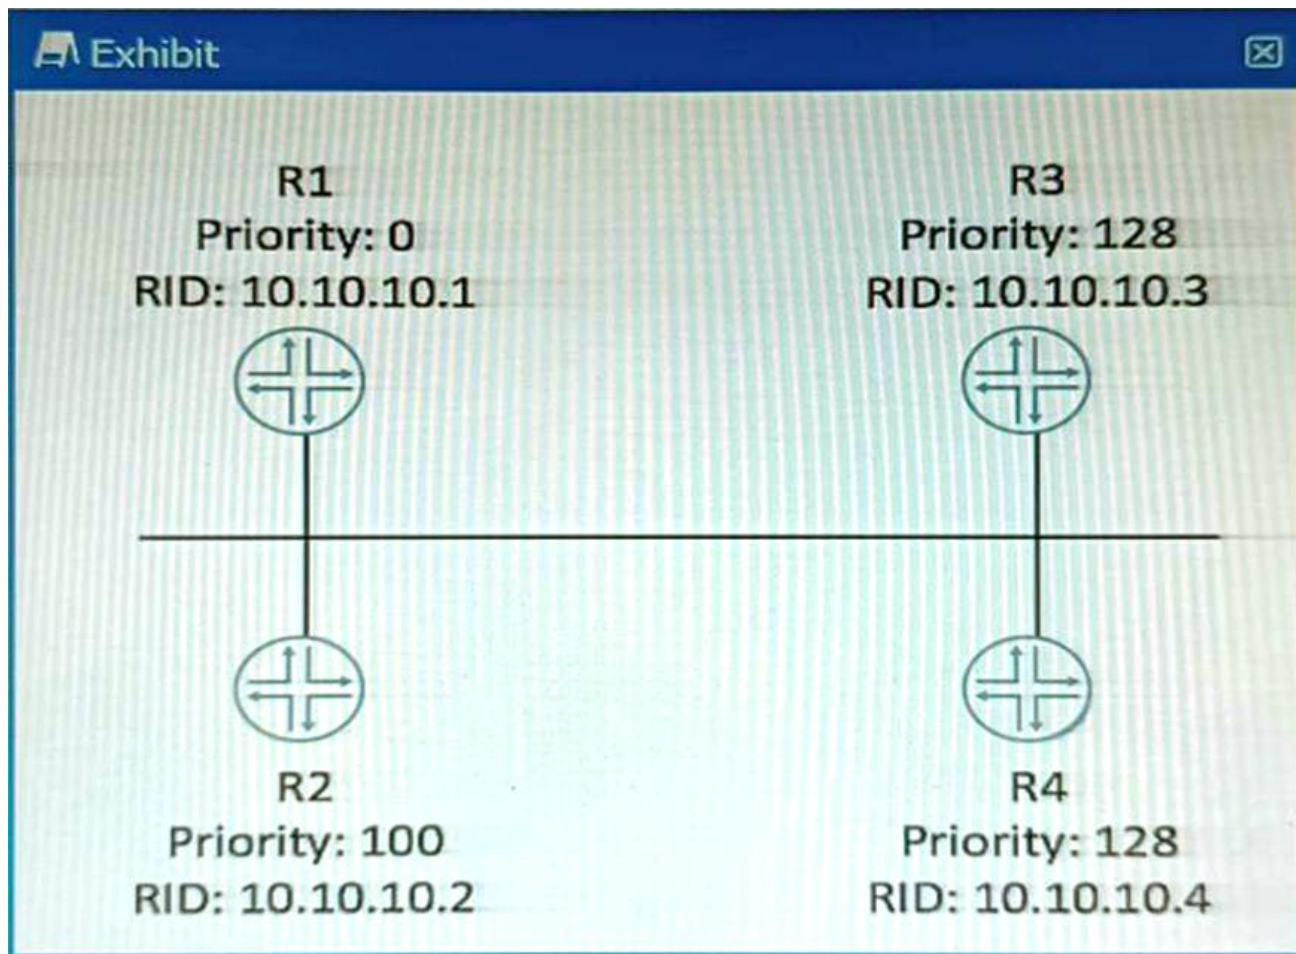 Exhibit
R1
Priority: 0
RID: 10.10.10.1
R3
Priority: 128
RID: 10.10.10.3
R2
Priority: 100
RID: 10.10.10.2
R4
Priority: 128
RID: 10.10.10.4